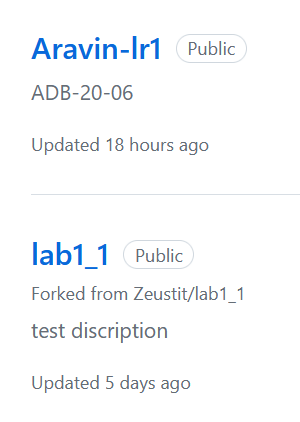 Aravin-lr1 Public
ADB-20-06
Updated 18 hours ago
lab1_1 Public
Forked from Zeustit/lab1_1
test discription
Updated 5 days ago